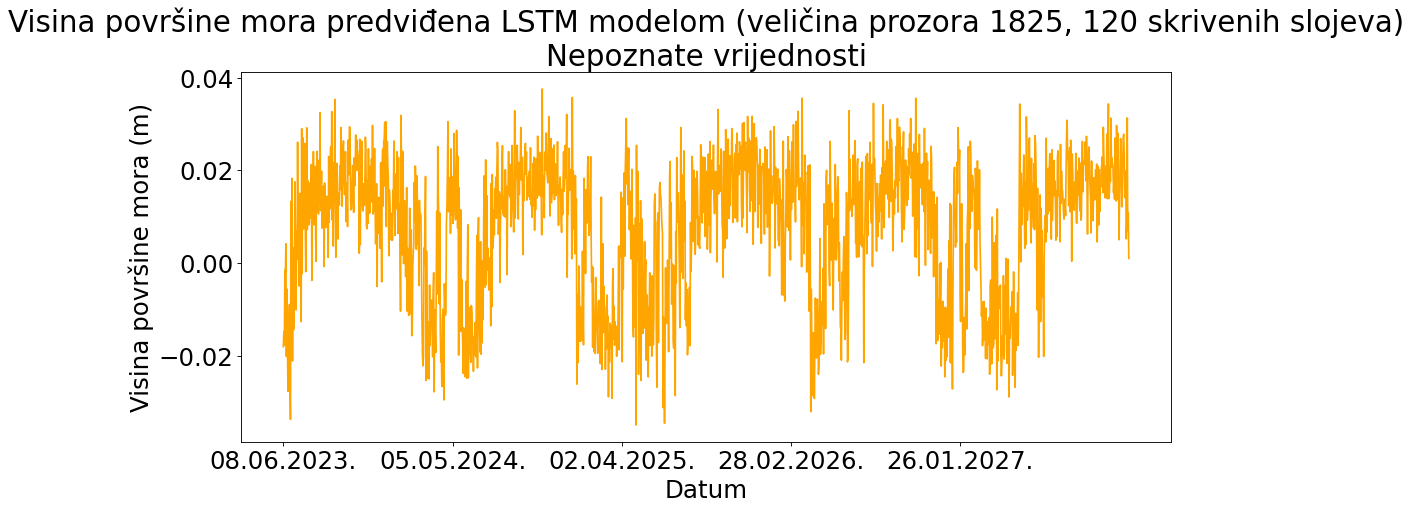 Visina površine mora predviđena LSTM modelom (veličina prozora 1825, 120 skrivenih slojeva)
Nepoznate vrijednosti
Visina površine mora (m)
0.04
0.02
0.00
−0.02
08.06.2023. 05.05.2024. 02.04.2025. 28.02.2026. 26.01.2027.
Datum